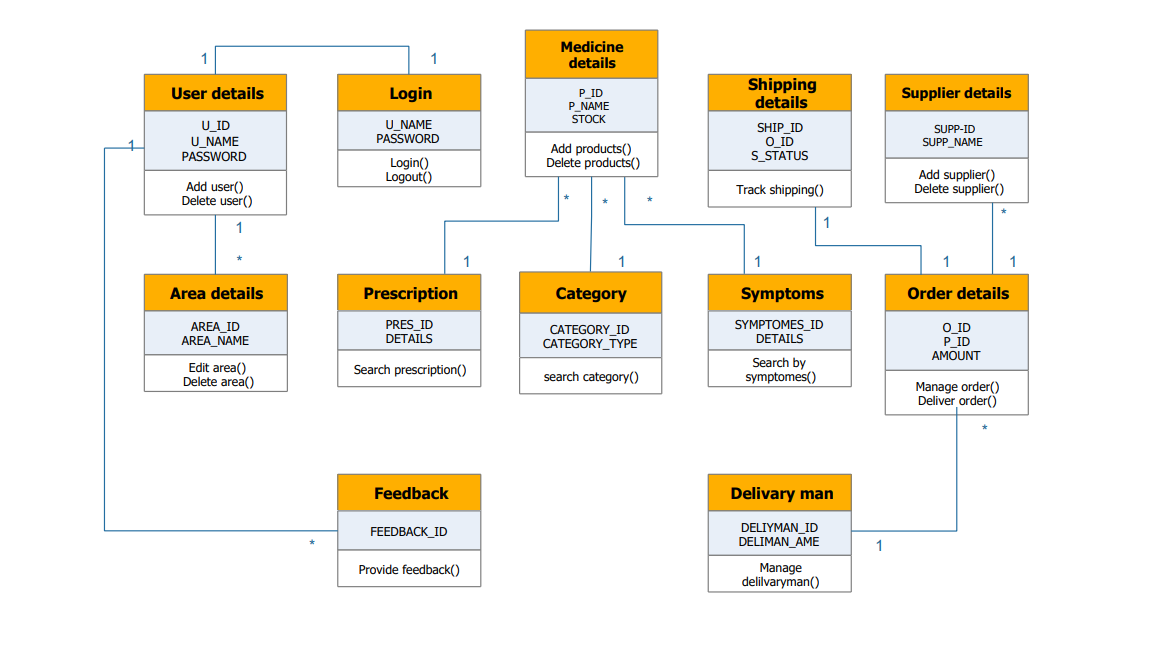 1
1
User details
U_ID
U_NAME
PASSWORD
Add user()
Delete user()
Login
U_NAME
PASSWORD
Login()
Logout()
Medicine
details
P_ID
P_NAME
STOCK
Add products()
Delete products()
Shipping
details
SHIP_ID
O_ID
S_STATUS
Track shipping()
Supplier details
SUPP-ID
SUPP_NAME
Add supplier()
Delete supplier()
1
1
*
*
*
*
1
*
1
1
1
1
1
Area details
AREA_ID
AREA_NAME
Edit area()
Delete area()
Prescription
PRES_ID
DETAILS
Search prescription()
Category
CATEGORY_ID
CATEGORY_TYPE
search category()
Symptoms
SYMPTOMES_ID
DETAILS
Search by
symptomes()
Order details
O_ID
P_ID
AMOUNT
Manage order()
Deliver order()
*
Feedback
FEEDBACK_ID
Provide feedback()
*
Delivary man
DELIYMAN_ID
DELIMAN_AME
Manage
delilvaryman()
1
*